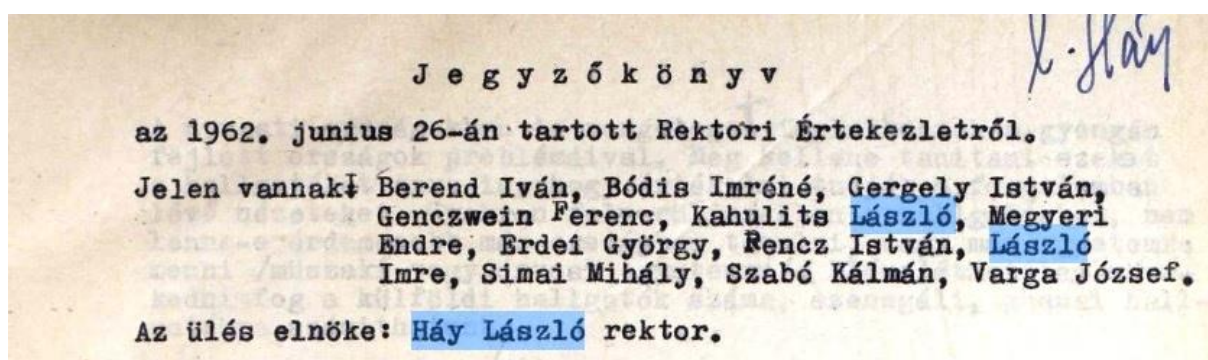 l. Háy
J e g y z ő k ö n y v
az 1962. junius 26-án tartott Rektori Értekezletről.
Jelen vannak: Berend Iván, Bódis Imréné, Gergely István,
Genczwein Ferenc, Kahulits László, Megyeri
Endre, Erdei György, Rencz István, László
Imre, Simai Mihály, Szabó Kálmán, Varga József.
Az ülés elnöke: Háy László rektor.